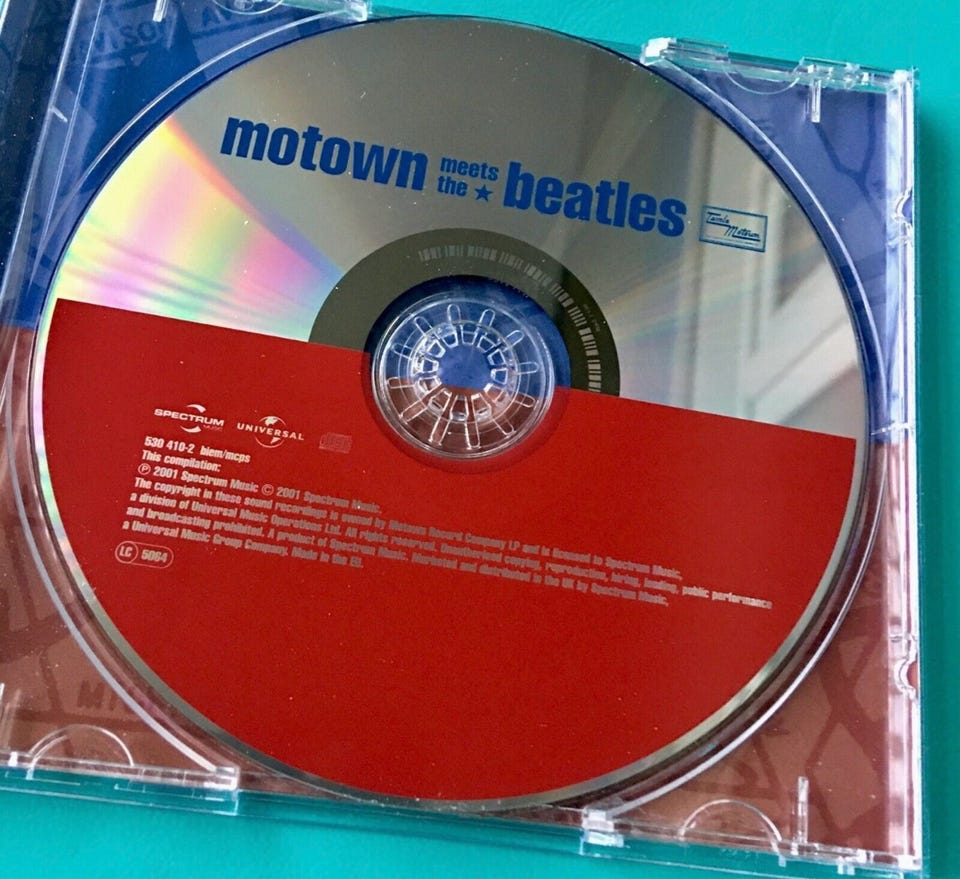 motown meets the ★ beatles
Tamla Motown
SPECTRUM MUSIC
UNIVERSAL
530 410-2 biem/mcps
This compilation:
Ⓟ 2001 Spectrum Music © 2001 Spectrum Music.
The copyright in these sound recordings is owned by Motown Record Company LP and is licensed to Spectrum Music,
a division of Universal Music Operations Ltd. All rights reserved. Unauthorised copying, reproduction, hiring, lending, public performance
and broadcasting prohibited. A product of Spectrum Music. Marketed and distributed in the UK by Spectrum Music,
a Universal Music Group Company. Made in the EU.
LC 5064